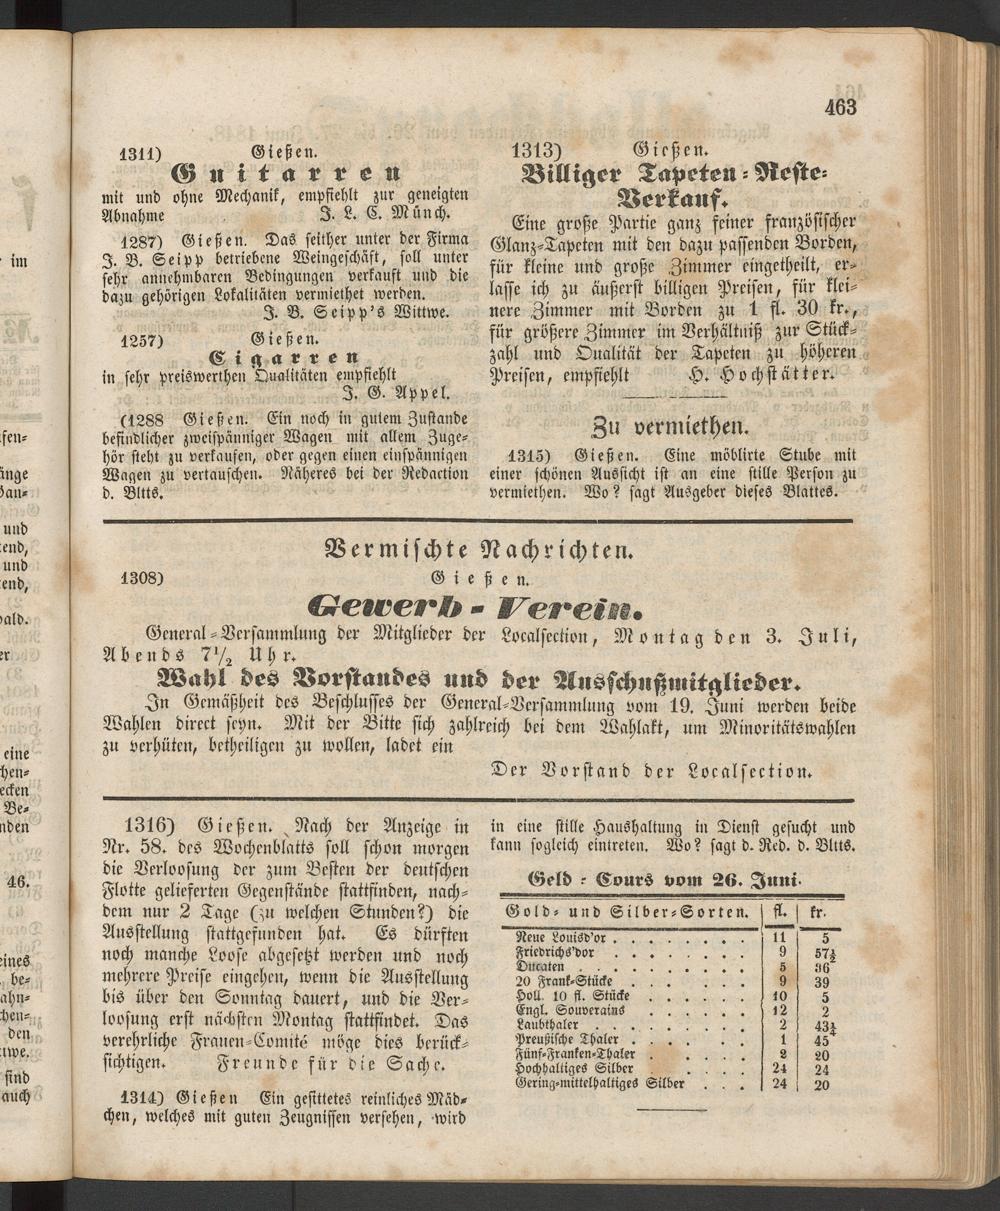 463
1311) Gießen.
Guitarren
mit und ohne Mechanik, empfiehlt zur geneigten
Abnahme J. L. C. Münch.
1287) Gießen. Das seither unter der Firma
J. B. Seipp betriebene Weingeschäft, soll unter
sehr annehmbaren Bedingungen verkauft und die
dazu gehörigen Lokalitäten vermiethet werden.
J. B. Seipp's Wittwe.
1257) Gießen.
Cigarren
in sehr preiswerthen Qualitäten empfiehlt
J. G. Appel.
(1288 Gießen. Ein noch in gutem Zustande
befindlicher zweispänniger Wagen mit allem Zuge-
hör steht zu verkaufen, oder gegen einen einspännigen
Wagen zu vertauschen. Näheres bei der Redaction
d. Bltts.
1313) Gießen.
Billiger Tapeten-Reste-
Verkauf.
Eine große Partie ganz feiner französischer
Glanz-Tapeten mit den dazu passenden Borden,
für kleine und große Zimmer eingetheilt, er-
lasse ich zu äußerst billigen Preisen, für klei-
nere Zimmer mit Borden zu 1 fl. 30 kr.,
für größere Zimmer im Verhältniß zur Stück-
zahl und Qualität der Tapeten zu höheren
Preisen, empfiehlt H. Hochstätter.
Zu vermiethen.
1315) Gießen. Eine möblirte Stube mit
einer schönen Aussicht ist an eine stille Person zu
vermiethen. Wo? sagt Ausgeber dieses Blattes.
Vermischte Nachrichten.
1308) Gießen.
Gewerb-Verein.
General-Versammlung der Mitglieder der Localsection, Montag den 3. Juli,
Abends 7½ Uhr.
Wahl des Vorstandes und der Ausschußmitglieder.
In Gemäßheit des Beschlusses der General-Versammlung vom 19. Juni werden beide
Wahlen direct seyn. Mit der Bitte sich zahlreich bei dem Wahlakt, um Minoritätswahlen
zu verhüten, betheiligen zu wollen, ladet ein
Der Vorstand der Localsection.
1316) Gießen. Nach der Anzeige in
Nr. 58. des Wochenblatts soll schon morgen
die Verloosung der zum Besten der deutschen
Flotte gelieferten Gegenstände stattfinden, nach-
dem nur 2 Tage (zu welchen Stunden?) die
Ausstellung stattgefunden hat. Es dürften
noch manche Loose abgesetzt werden und noch
mehrere Preise eingehen, wenn die Ausstellung
bis über den Sonntag dauert, und die Ver-
loosung erst nächsten Montag stattfindet. Das
verehrliche Frauen-Comité möge dies berück-
sichtigen. Freunde für die Sache.
1314) Gießen Ein gesittetes reinliches Mäd-
chen, welches mit guten Zeugnissen versehen, wird
in eine stille Haushaltung in Dienst gesucht und
kann sogleich eintreten. Wo? sagt d. Red. d. Bltts.
Geld-Cours vom 26. Juni.
Gold- und Silber-Sorten. fl. kr.
Neue Louisd'or 11 5
Friedrichsd'or 9 57½
Ducaten 5 36
20 Frank-Stücke 9 39
Holl. 10 fl. Stücke 10 5
Engl. Souverains 12 2
Laubthaler 2 43½
Preußische Thaler 1 45
Fünf-Franken-Thaler 2 20
Hochhaltiges Silber 24 24
Gering-mittelhaltiges Silber 24 20